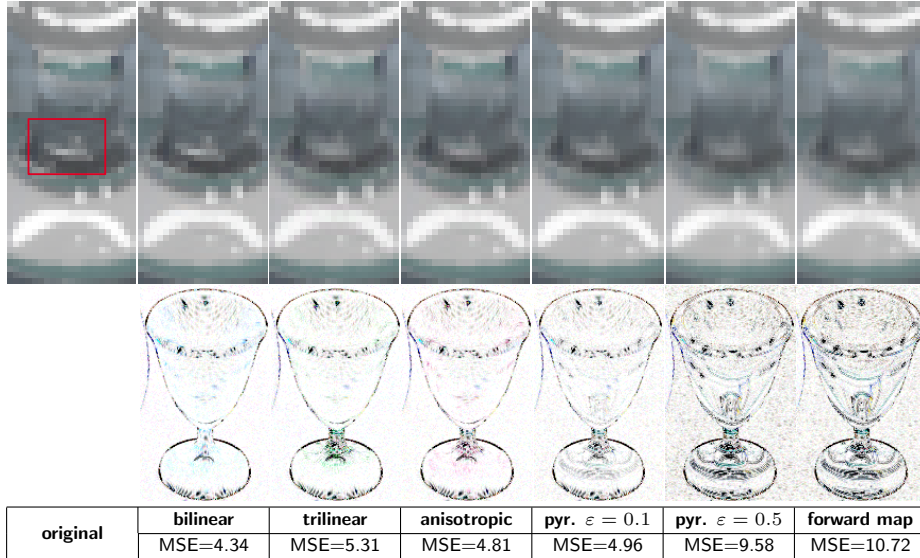 original bilinear trilinear anisotropic pyr. ε = 0.1 pyr. ε = 0.5 forward map
MSE=4.34 MSE=5.31 MSE=4.81 MSE=4.96 MSE=9.58 MSE=10.72